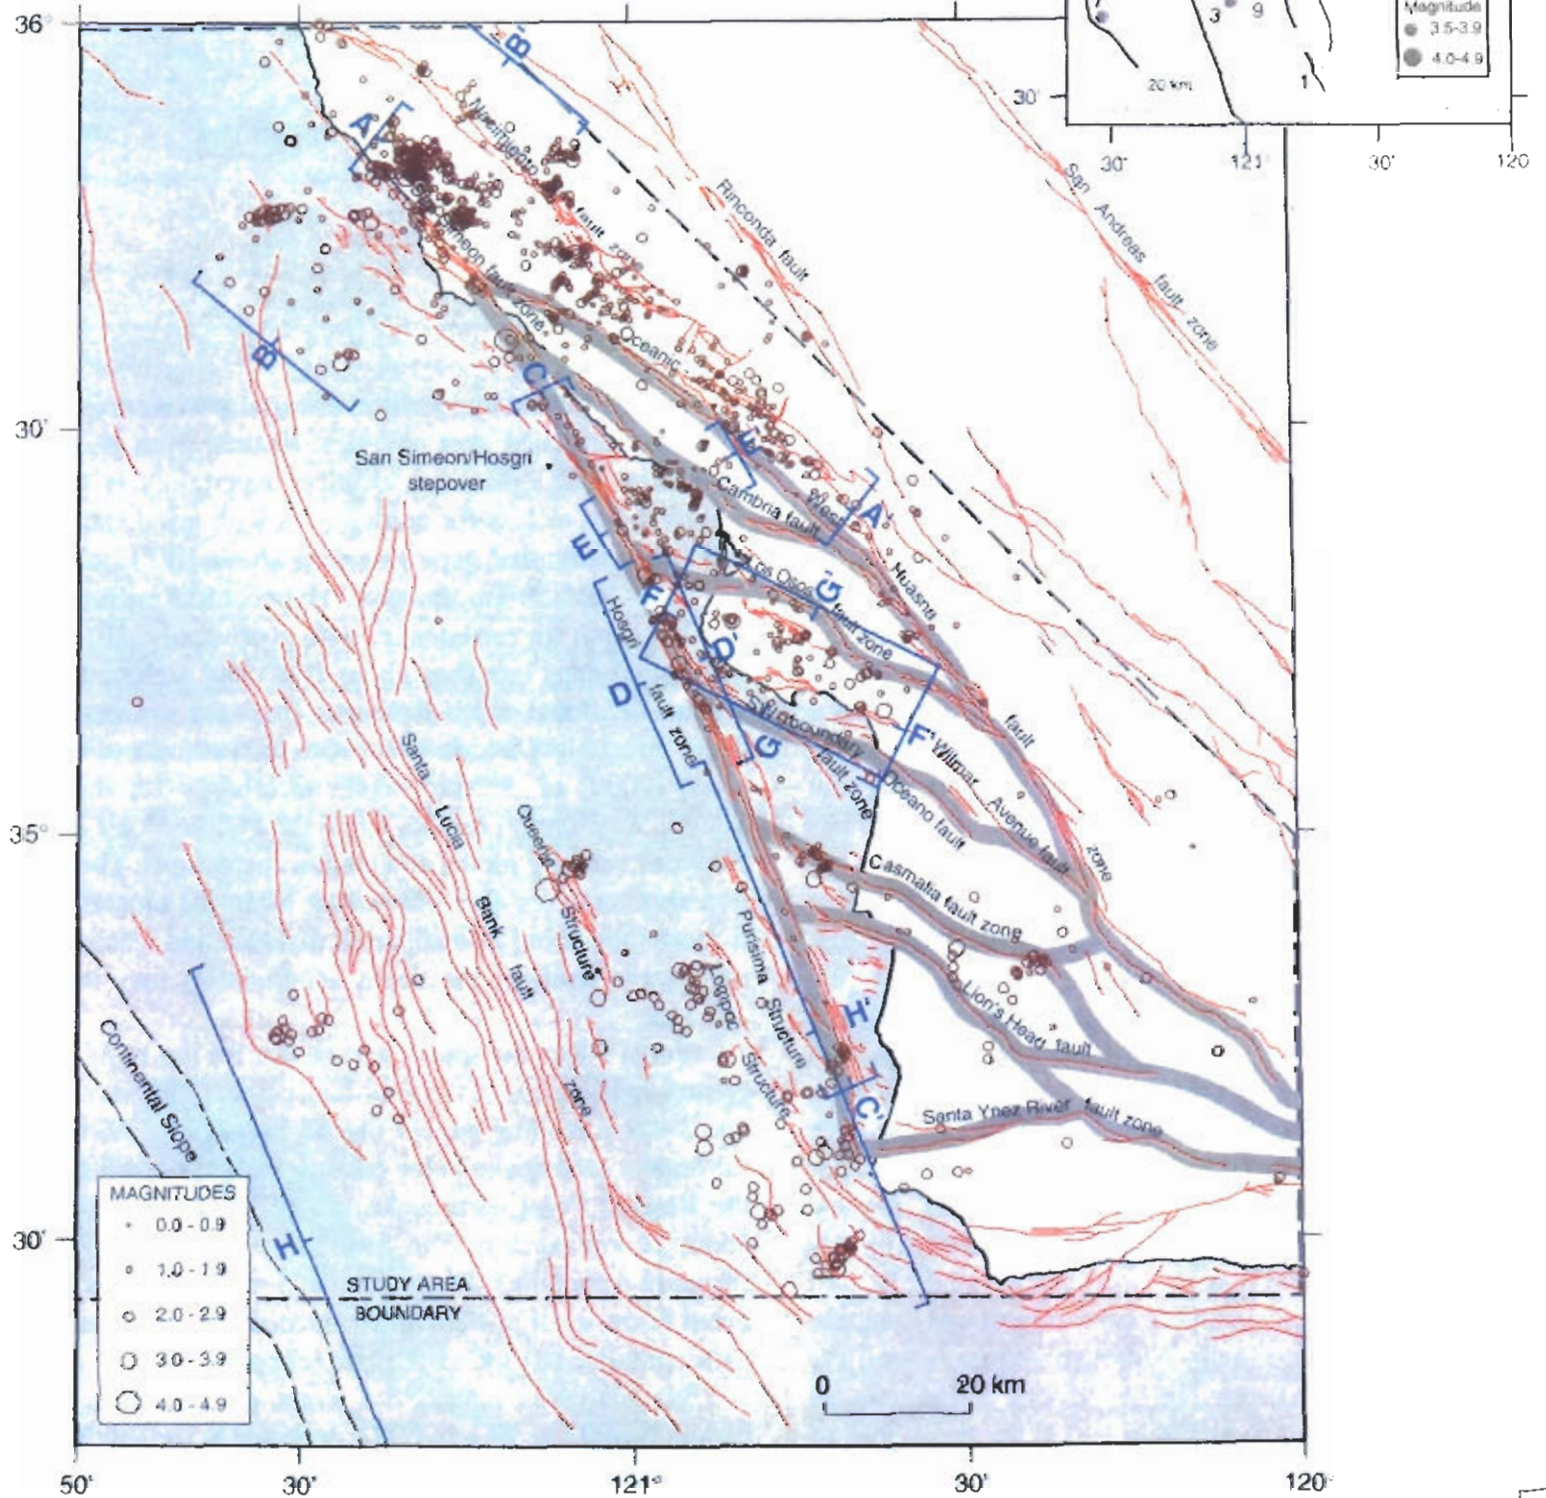 36°
Magnitude
3.5-3.9
4.0-4.9
3
9
1
20 km
30'
30'
121°
30'
120
B'
A
Nacimiento
fault zone
Rinconda fault
San Andreas fault zone
San Simeon fault zone
B
Oceanic
C
30'
San Simeon/Hosgri
stepover
E'
West
Huasna
fault
zone
A'
Cambria fault
E
Los Osos
fault zone
G'
F
Hosgri
fault zone
D'
D
SW boundary
fault zone
G
F'
Wilmar Avenue fault
Oceano fault
35°
Santa Lucia Bank fault zone
Queenie
Structure
Casmalia fault zone
Purisima Structure
Lompoc
Structure
H'
Lion's Head fault
C'
Santa Ynez River fault zone
Continental Slope
H
30'
MAGNITUDES
0.0 - 0.9
1.0 - 1.9
2.0 - 2.9
3.0 - 3.9
4.0 - 4.9
STUDY AREA
BOUNDARY
0 20 km
50'
30'
121°
30'
120°